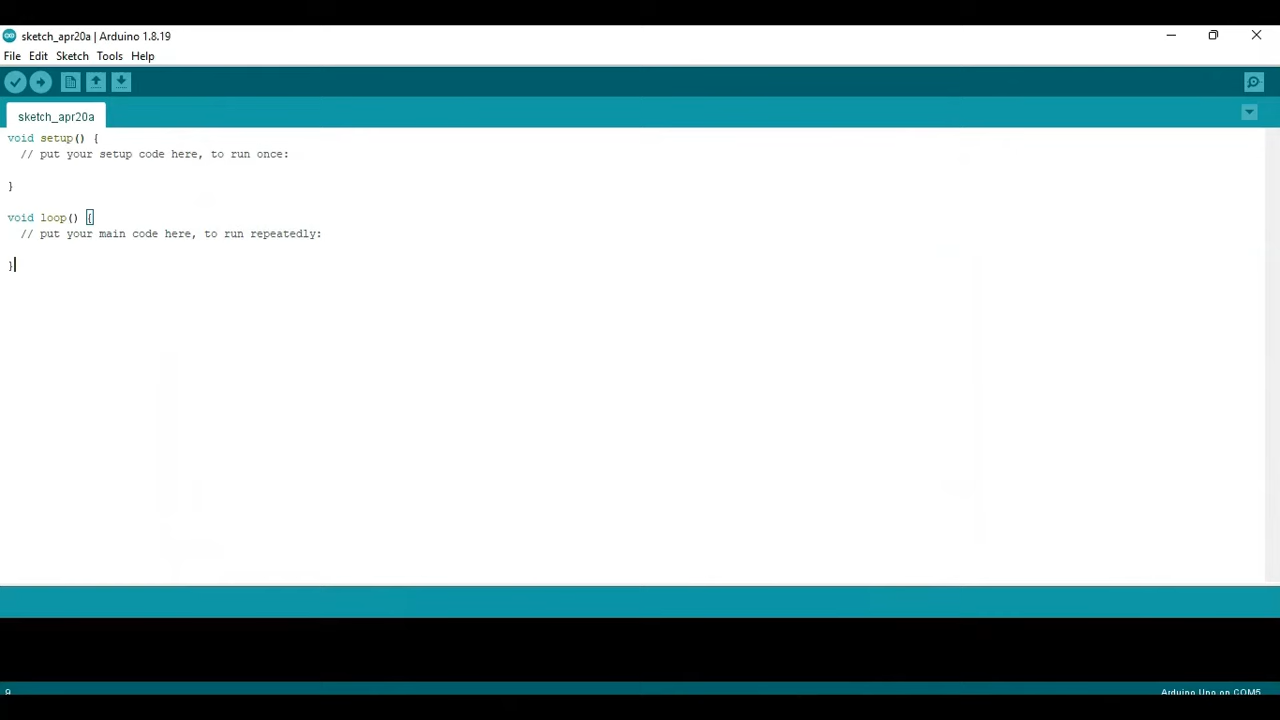 sketch_apr20a | Arduino 1.8.19
File Edit Sketch Tools Help
sketch_apr20a
void setup() {
// put your setup code here, to run once:
}
void loop() {
// put your main code here, to run repeatedly:
}
9
Arduino Uno on COM5